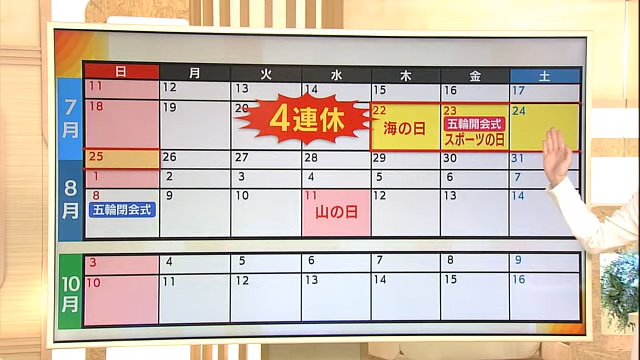 日 月 火 水 木 金 土
7月
11 12 13 14 15 16 17
18 19 20 4連休 22 海の日 23 五輪開会式 スポーツの日 24
25 26 27 28 29 30 31
8月
1 2 3 4 5 6 7
8 五輪閉会式 9 10 11 山の日 12 13 14
10月
3 4 5 6 7 8 9
10 11 12 13 14 15 16